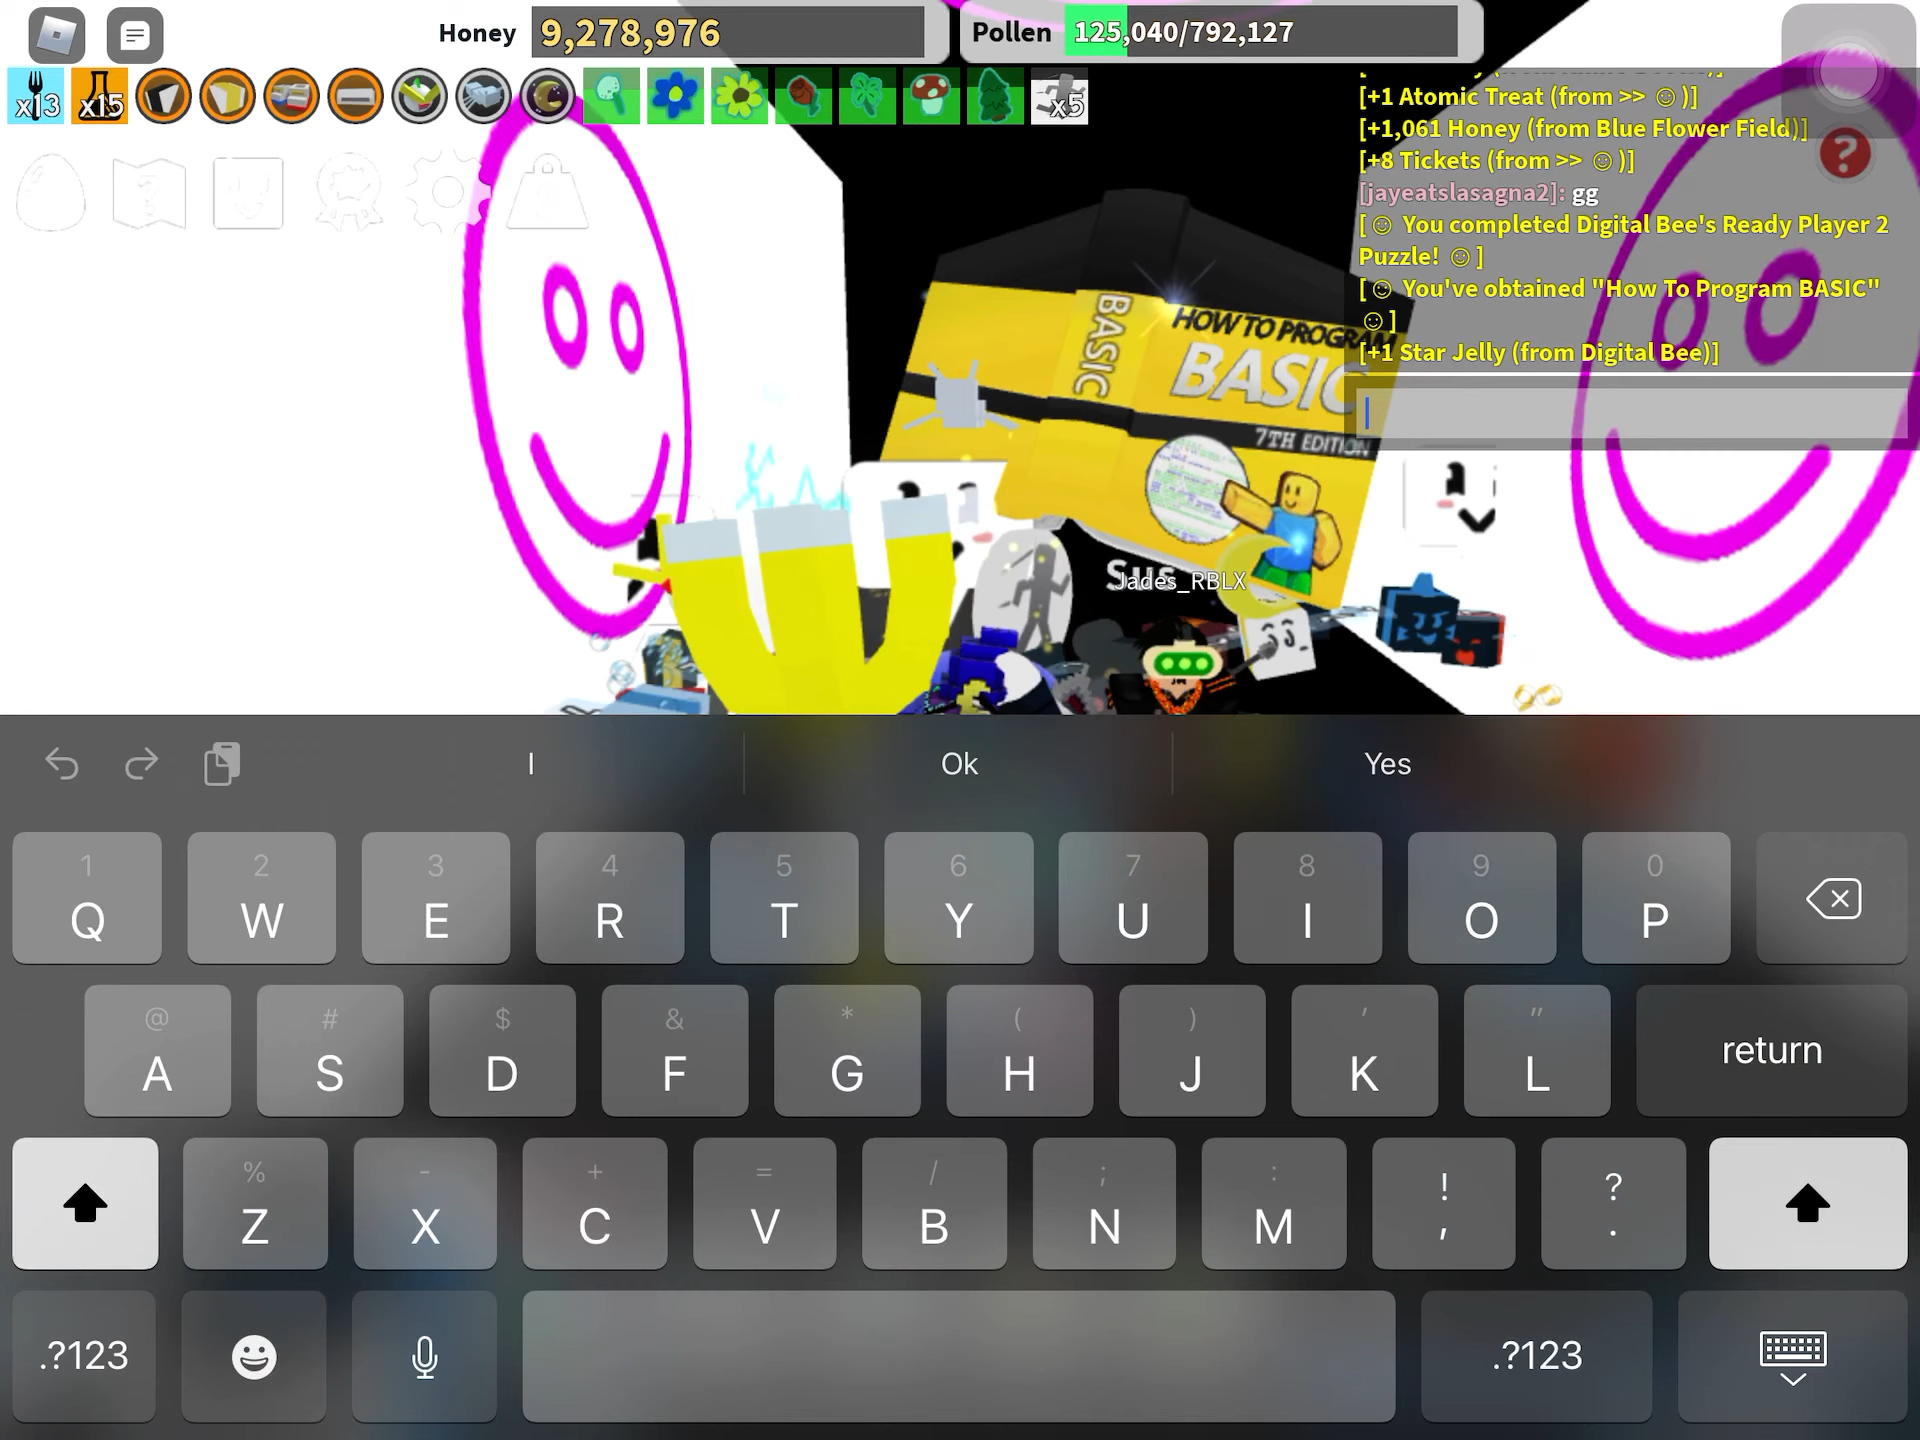 Honey 9,278,976 Pollen 125,040/792,127
x13 x15 x5
[+1 Atomic Treat (from >> ☺)]
[+1,061 Honey (from Blue Flower Field)]
[+8 Tickets (from >> ☺)]
[jayeatslasagna2]: gg
[☺ You completed Digital Bee's Ready Player 2
Puzzle! ☺]
[☺ You've obtained "How To Program BASIC"
☺]
[+1 Star Jelly (from Digital Bee)]
?
BASIC
HOW TO PROGRAM
BASIC
7TH EDITION
Sus
Jades_RBLX
I Ok Yes
1 2 3 4 5 6 7 8 9 0
Q W E R T Y U I O P
@ # $ & * ( ) ' "
A S D F G H J K L return
% - + = / ; : ! ?
Z X C V B N M , .
.?123 .?123